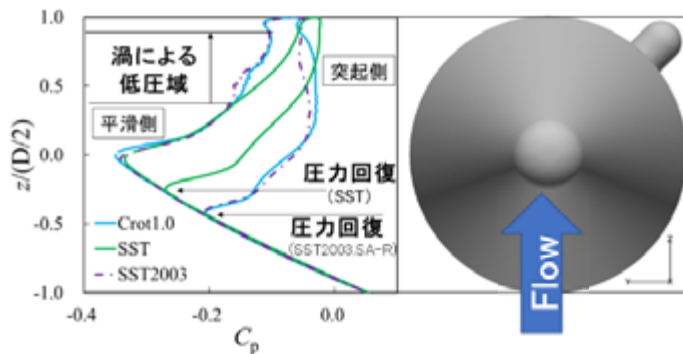 1.0
0.5
0.0
-0.5
-1.0
z/(D/2)
渦による
低圧域
平滑側
突起側
圧力回復
(SST)
圧力回復
(SST2003.SA-R)
Crot1.0
SST
SST2003
-0.4
-0.2
0.0
Cp
Flow